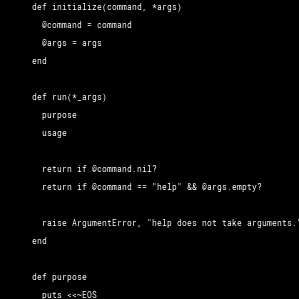 def initialize(command, *args)
@command = command
@args = args
end
def run(*_args)
purpose
usage
return if @command.nil?
return if @command == "help" && @args.empty?
raise ArgumentError, "help does not take arguments."
end
def purpose
puts <<~EOS